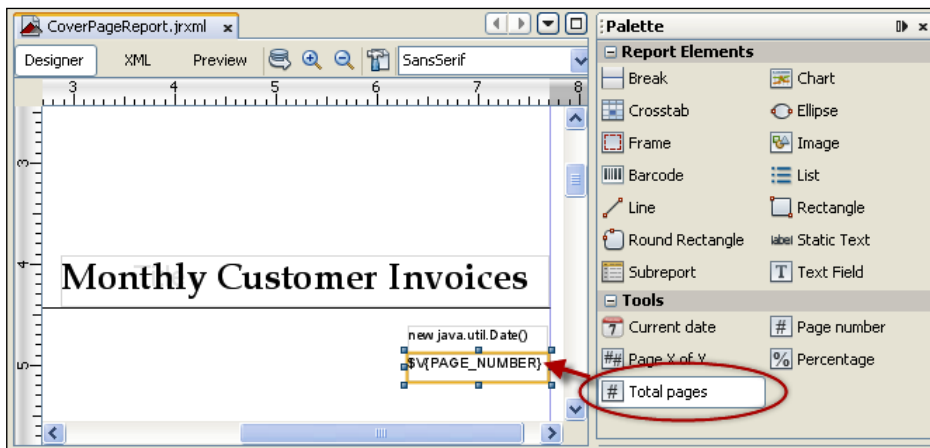 CoverPageReport.jrxml x
Designer XML Preview SansSerif
3 4 5 6 7 8
3
4
5
Monthly Customer Invoices
new java.util.Date()
$V{PAGE_NUMBER}
Palette
Report Elements
Break Chart
Crosstab Ellipse
Frame Image
Barcode List
Line Rectangle
Round Rectangle label Static Text
Subreport T Text Field
Tools
7 Current date # Page number
## Page X of Y % Percentage
# Total pages